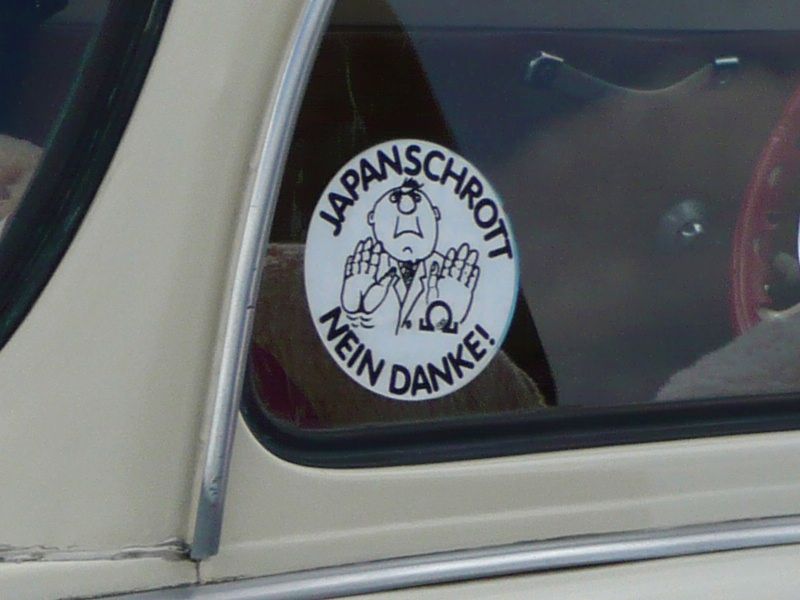 JAPANSCHROTT
NEIN DANKE!
Ω